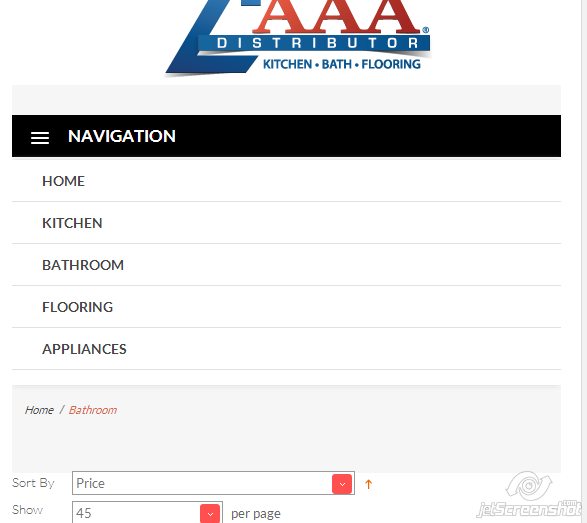 AAA®
DISTRIBUTOR
KITCHEN • BATH • FLOORING
NAVIGATION
HOME
KITCHEN
BATHROOM
FLOORING
APPLIANCES
Home / Bathroom
Sort By Price
Show 45 per page
jetScreenshot
.com